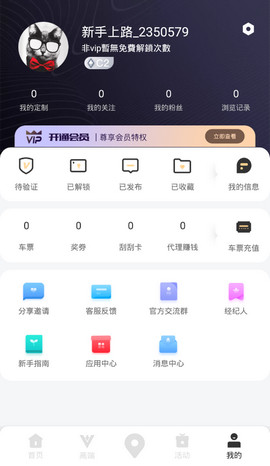 新手上路_2350579
非vip暫無免費解鎖次數
C2
0 0 0 0
我的定制 我的关注 我的粉丝 浏览记录
VIP 开通会员 | 尊享会员特权 立即查看
待验证 已解锁 已发布 已收藏 我的信息
0 0 0 0
车票 奖券 刮刮卡 代理赚钱 车票充值
分享邀请 客服反馈 官方交流群 经纪人
新手指南 应用中心 消息中心
首页 高端 活动 我的